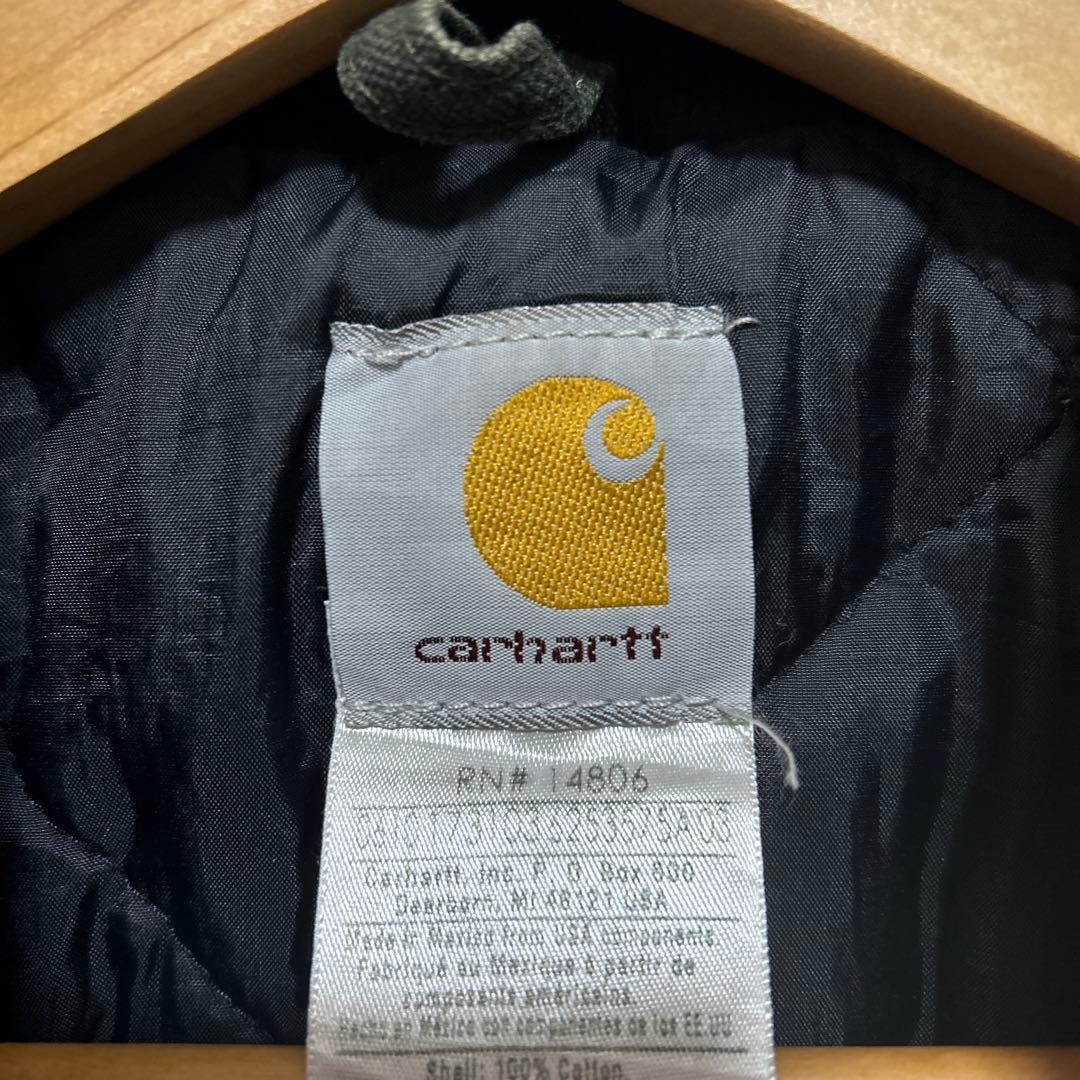 carhartt
RN# 14806
Carhartt, Inc. P. O. Box 600
Dearborn, MI 48121 USA
Made in Mexico from USA components.
Fabriqué au Mexique à partir de
composants américains.
Hecho en México con componentes de los EE.UU
Shell: 100% Cotton.